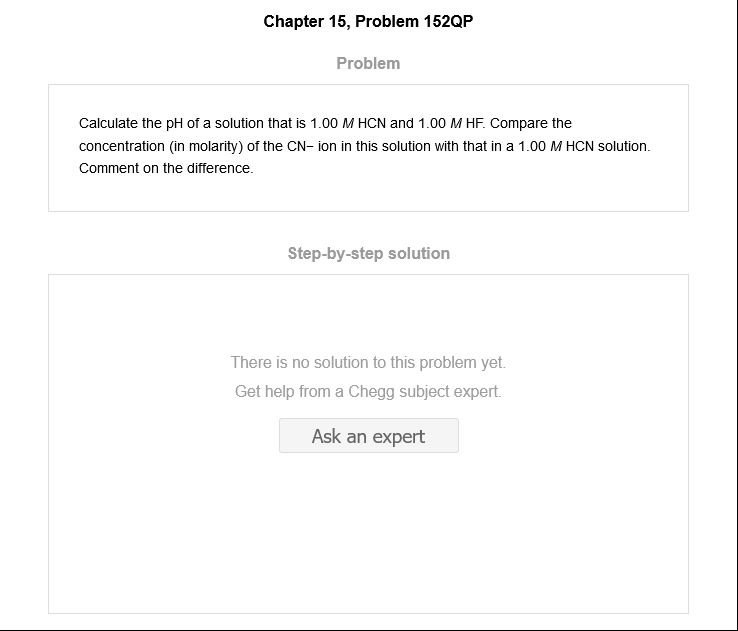 Chapter 15, Problem 152QP
Problem
Calculate the pH of a solution that is 1.00 M HCN and 1.00 M HF. Compare the
concentration (in molarity) of the CN− ion in this solution with that in a 1.00 M HCN solution.
Comment on the difference.
Step-by-step solution
There is no solution to this problem yet.
Get help from a Chegg subject expert.
Ask an expert